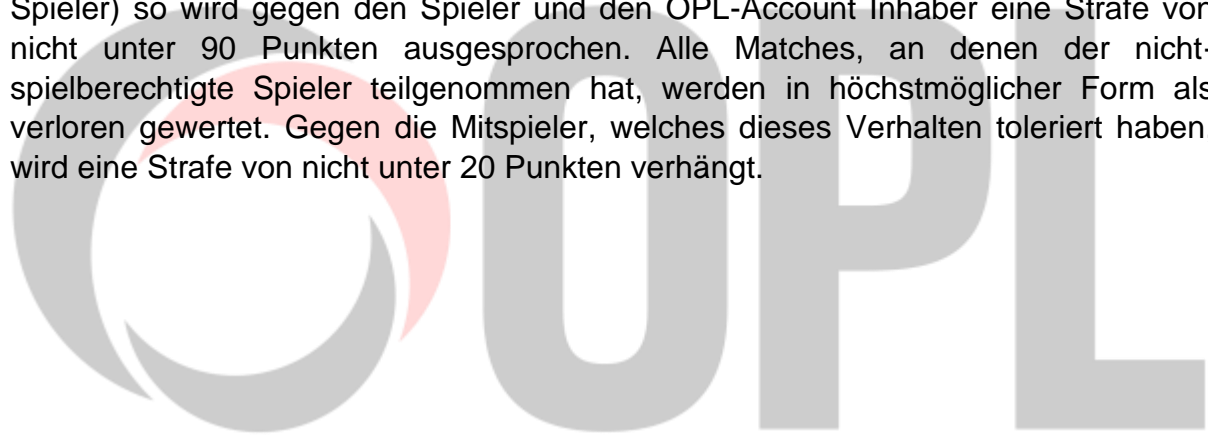 Spieler) so wird gegen den Spieler und den OPL-Account Inhaber eine Strafe von
nicht unter 90 Punkten ausgesprochen. Alle Matches, an denen der nicht-
spielberechtigte Spieler teilgenommen hat, werden in höchstmöglicher Form als
verloren gewertet. Gegen die Mitspieler, welches dieses Verhalten toleriert haben,
wird eine Strafe von nicht unter 20 Punkten verhängt.
OPL